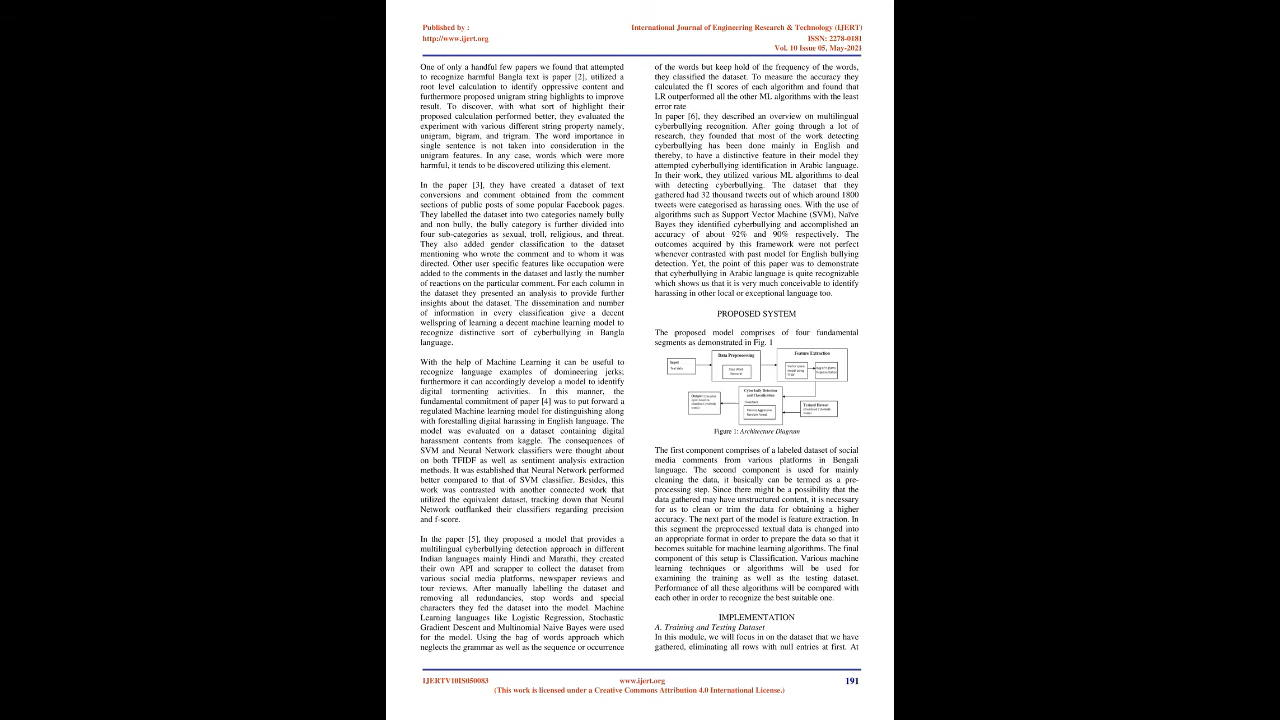 Published by :
http://www.ijert.org
International Journal of Engineering Research & Technology (IJERT)
ISSN: 2278-0181
Vol. 10 Issue 05, May-2021
One of only a handful few papers we found that attempted
to recognize harmful Bangla text is paper [2], utilized a
root level calculation to identify oppressive content and
furthermore proposed unigram string highlights to improve
result. To discover, with what sort of highlight their
proposed calculation performed better, they evaluated the
experiment with various different string property namely,
unigram, bigram, and trigram. The word importance in
single sentence is not taken into consideration in the
unigram features. In any case, words which were more
harmful, it tends to be discovered utilizing this element.
In the paper [3], they have created a dataset of text
conversions and comment obtained from the comment
sections of public posts of some popular Facebook pages.
They labelled the dataset into two categories namely bully
and non bully, the bully category is further divided into
four sub-categories as sexual, troll, religious, and threat.
They also added gender classification to the dataset
mentioning who wrote the comment and to whom it was
directed. Other user specific features like occupation were
added to the comments in the dataset and lastly the number
of reactions on the particular comment. For each column in
the dataset they presented an analysis to provide further
insights about the dataset. The dissemination and number
of information in every classification give a decent
wellspring of learning a decent machine learning model to
recognize distinctive sort of cyberbullying in Bangla
language.
With the help of Machine Learning it can be useful to
recognize language examples of domineering jerks;
furthermore it can accordingly develop a model to identify
digital tormenting activities. In this manner, the
fundamental commitment of paper [4] was to put forward a
regulated Machine learning model for distinguishing along
with forestalling digital harassing in English language. The
model was evaluated on a dataset containing digital
harassment contents from kaggle. The consequences of
SVM and Neural Network classifiers were thought about
on both TFIDF as well as sentiment analysis extraction
methods. It was established that Neural Network performed
better compared to that of SVM classifier. Besides, this
work was contrasted with another connected work that
utilized the equivalent dataset, tracking down that Neural
Network outflanked their classifiers regarding precision
and f-score.
In the paper [5], they proposed a model that provides a
multilingual cyberbullying detection approach in different
Indian languages mainly Hindi and Marathi, they created
their own API and scrapper to collect the dataset from
various social media platforms, newspaper reviews and
tour reviews. After manually labelling the dataset and
removing all redundancies, stop words and special
characters they fed the dataset into the model. Machine
Learning languages like Logistic Regression, Stochastic
Gradient Descent and Multinomial Naive Bayes were used
for the model. Using the bag of words approach which
neglects the grammar as well as the sequence or occurrence
of the words but keep hold of the frequency of the words,
they classified the dataset. To measure the accuracy they
calculated the f1 scores of each algorithm and found that
LR outperformed all the other ML algorithms with the least
error rate
In paper [6], they described an overview on multilingual
cyberbullying recognition. After going through a lot of
research, they founded that most of the work detecting
cyberbullying has been done mainly in English and
thereby, to have a distinctive feature in their model they
attempted cyberbullying identification in Arabic language.
In their work, they utilized various ML algorithms to deal
with detecting cyberbullying. The dataset that they
gathered had 32 thousand tweets out of which around 1800
tweets were categorised as harassing ones. With the use of
algorithms such as Support Vector Machine (SVM), Naïve
Bayes they identified cyberbullying and accomplished an
accuracy of about 92% and 90% respectively. The
outcomes acquired by this framework were not perfect
whenever contrasted with past model for English bullying
detection. Yet, the point of this paper was to demonstrate
that cyberbullying in Arabic language is quite recognizable
which shows us that it is very much conceivable to identify
harassing in other local or exceptional language too.
PROPOSED SYSTEM
The proposed model comprises of four fundamental
segments as demonstrated in Fig. 1
Input
Text data
Data Preprocessing
Stop Word
Removal
Feature Extraction
Cyberbully Detection
and Classification
Output
Trained Dataset
Figure 1: Architecture Diagram
The first component comprises of a labeled dataset of social
media comments from various platforms in Bengali
language. The second component is used for mainly
cleaning the data, it basically can be termed as a pre-
processing step. Since there might be a possibility that the
data gathered may have unstructured content, it is necessary
for us to clean or trim the data for obtaining a higher
accuracy. The next part of the model is feature extraction. In
this segment the preprocessed textual data is changed into
an appropriate format in order to prepare the data so that it
becomes suitable for machine learning algorithms. The final
component of this setup is Classification. Various machine
learning techniques or algorithms will be used for
examining the training as well as the testing dataset.
Performance of all these algorithms will be compared with
each other in order to recognize the best suitable one.
IMPLEMENTATION
A. Training and Testing Dataset
In this module, we will focus in on the dataset that we have
gathered, eliminating all rows with null entries at first. At
IJERTV10IS050083
www.ijert.org
191
(This work is licensed under a Creative Commons Attribution 4.0 International License.)